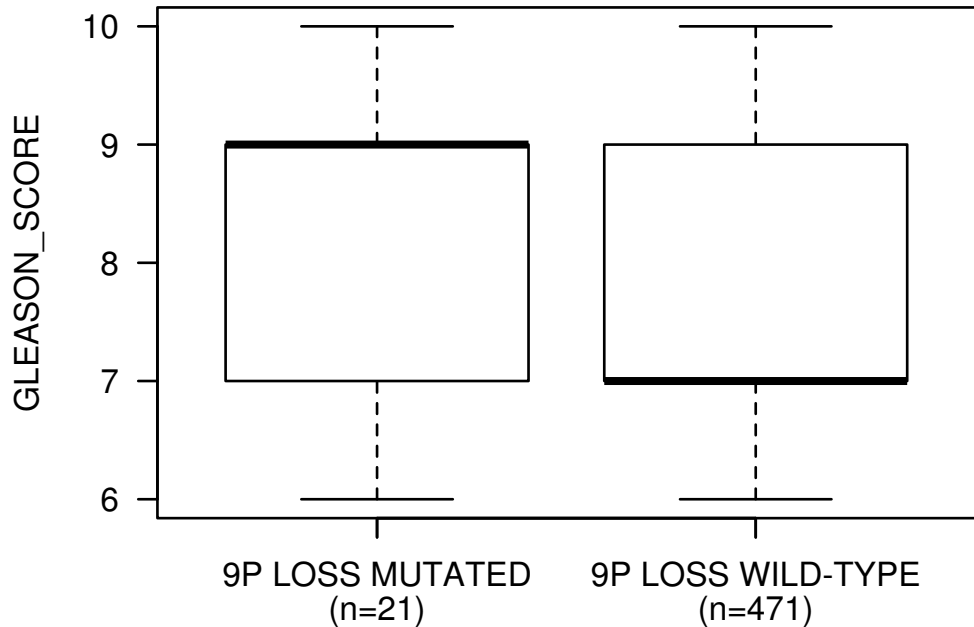 GLEASON_SCORE
10
9
8
7
6
9P LOSS MUTATED
(n=21)
9P LOSS WILD-TYPE
(n=471)